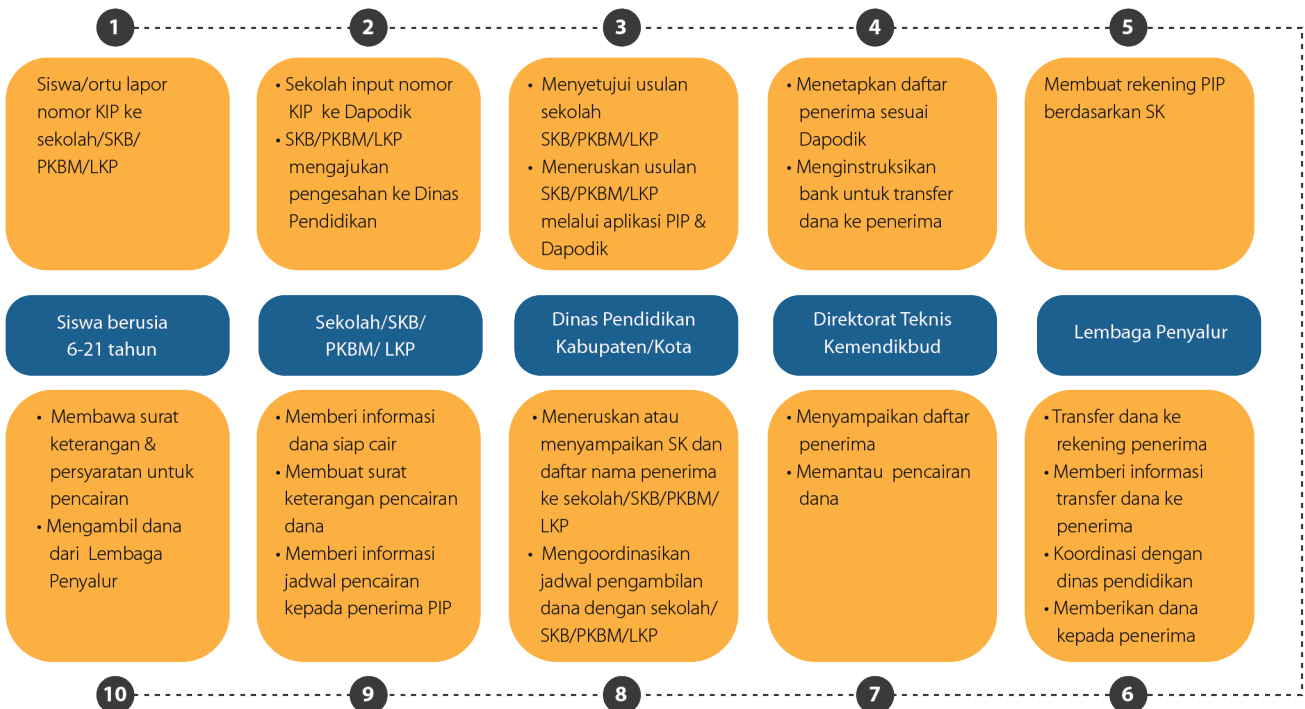 1
2
3
4
5
Siswa/ortu lapor
nomor KIP ke
sekolah/SKB/
PKBM/LKP
• Sekolah input nomor
KIP ke Dapodik
• SKB/PKBM/LKP
mengajukan
pengesahan ke Dinas
Pendidikan
• Menyetujui usulan
sekolah
SKB/PKBM/LKP
• Meneruskan usulan
SKB/PKBM/LKP
melalui aplikasi PIP &
Dapodik
• Menetapkan daftar
penerima sesuai
Dapodik
• Menginstruksikan
bank untuk transfer
dana ke penerima
Membuat rekening PIP
berdasarkan SK
Siswa berusia
6-21 tahun
Sekolah/SKB/
PKBM/ LKP
Dinas Pendidikan
Kabupaten/Kota
Direktorat Teknis
Kemendikbud
Lembaga Penyalur
• Membawa surat
keterangan &
persyaratan untuk
pencairan
• Mengambil dana
dari Lembaga
Penyalur
• Memberi informasi
dana siap cair
• Membuat surat
keterangan pencairan
dana
• Memberi informasi
jadwal pencairan
kepada penerima PIP
• Meneruskan atau
menyampaikan SK dan
daftar nama penerima
ke sekolah/SKB/PKBM/
LKP
• Mengoordinasikan
jadwal pengambilan
dana dengan sekolah/
SKB/PKBM/LKP
• Menyampaikan daftar
penerima
• Memantau pencairan
dana
• Transfer dana ke
rekening penerima
• Memberi informasi
transfer dana ke
penerima
• Koordinasi dengan
dinas pendidikan
• Memberikan dana
kepada penerima
10
9
8
7
6